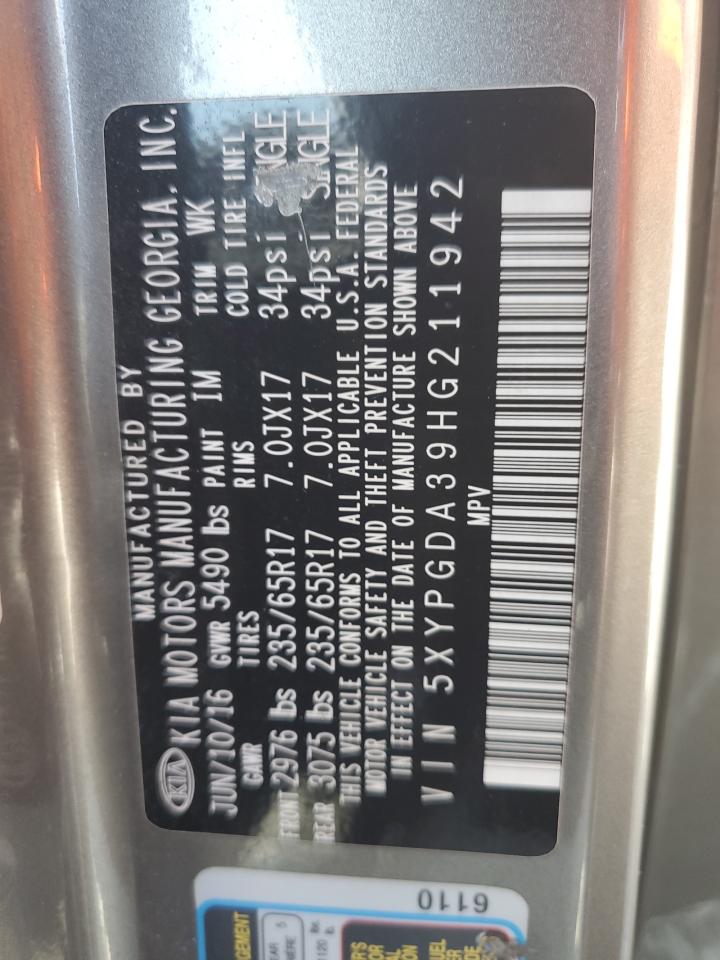 MANUFACTURED BY
KIA KIA MOTORS MANUFACTURING GEORGIA, INC.
JUN/10/16 GVWR 5490 lbs PAINT IM TRIM WK
GAWR TIRES RIMS COLD TIRE INFL
FRONT 2976 lbs 235/65R17 7.0JX17 34psi
REAR 3075 lbs 235/65R17 7.0JX17 34psi SINGLE
THIS VEHICLE CONFORMS TO ALL APPLICABLE U.S.A. FEDERAL
MOTOR VEHICLE SAFETY AND THEFT PREVENTION STANDARDS
IN EFFECT ON THE DATE OF MANUFACTURE SHOWN ABOVE
VIN 5XYPGDA39HG211942
MPV
6110